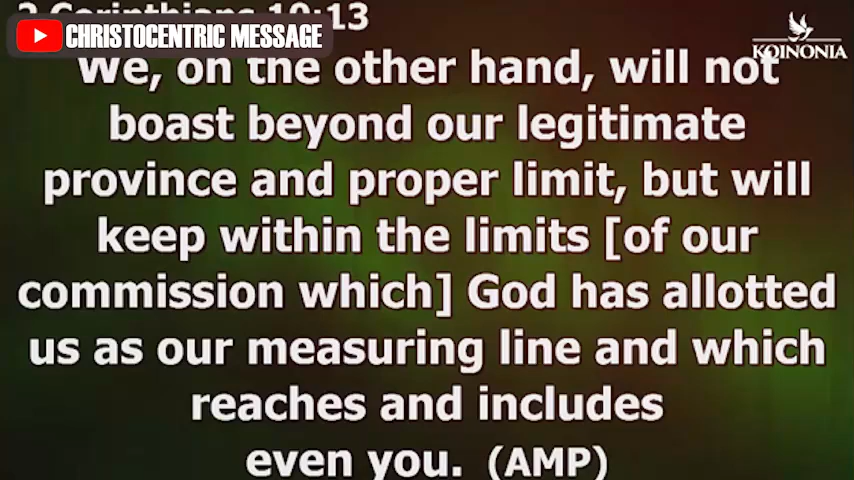 2 Corinthians 10:13
CHRISTOCENTRIC MESSAGE
KOINONIA
We, on the other hand, will not
boast beyond our legitimate
province and proper limit, but will
keep within the limits [of our
commission which] God has allotted
us as our measuring line and which
reaches and includes
even you. (AMP)